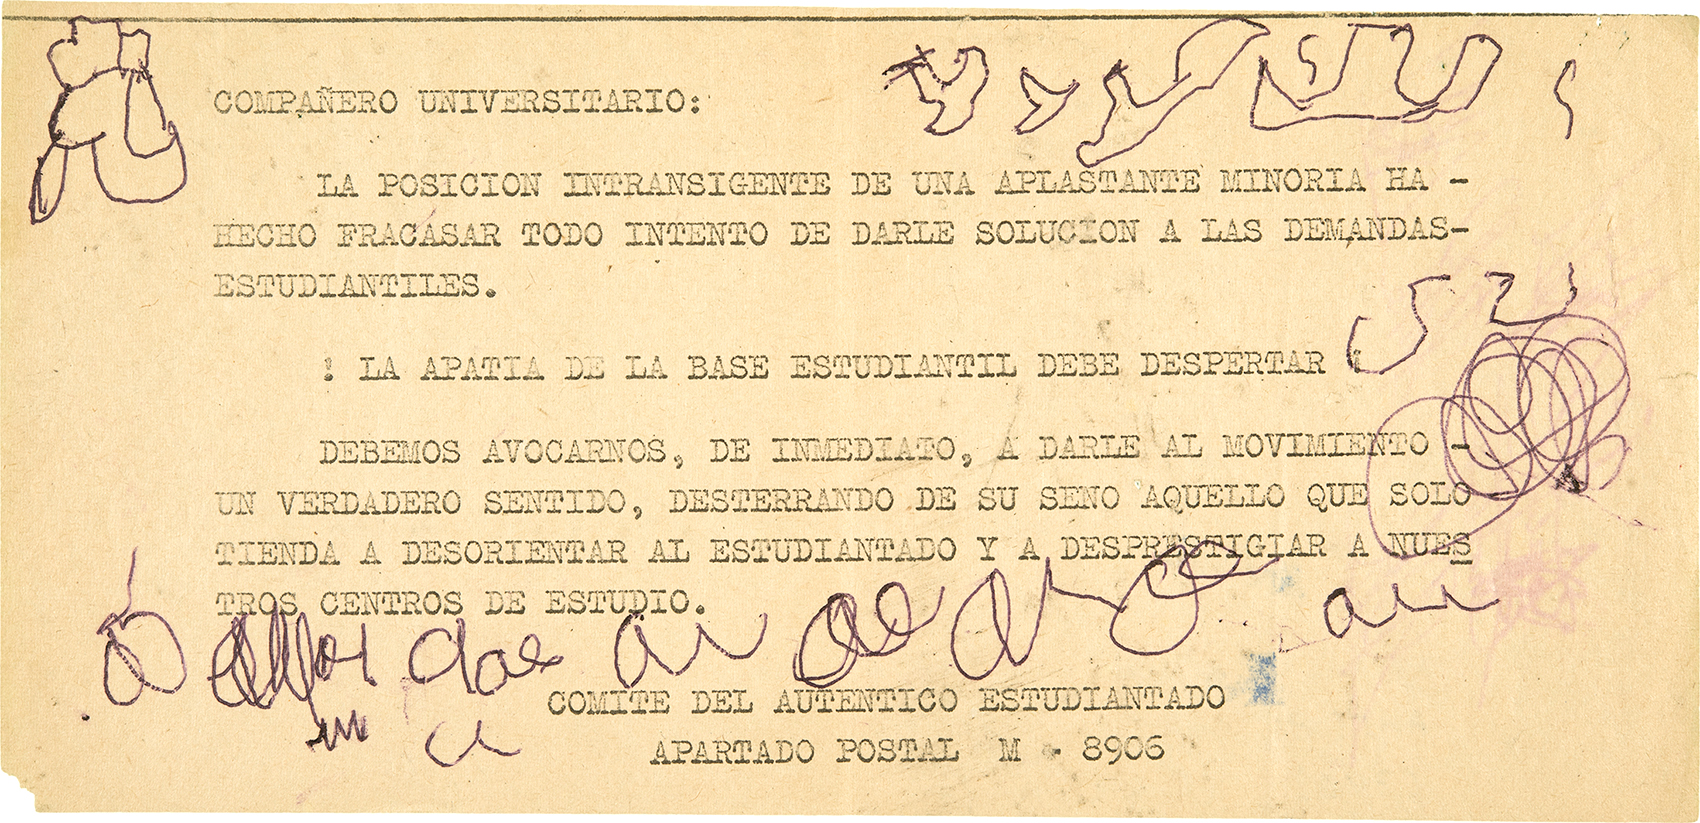 COMPAÑERO UNIVERSITARIO:
LA POSICION INTRANSIGENTE DE UNA APLASTANTE MINORIA HA -
HECHO FRACASAR TODO INTENTO DE DARLE SOLUCION A LAS DEMANDAS-
ESTUDIANTILES.
! LA APATIA DE LA BASE ESTUDIANTIL DEBE DESPERTAR !
DEBEMOS AVOCARNOS, DE INMEDIATO, A DARLE AL MOVIMIENTO -
UN VERDADERO SENTIDO, DESTERRANDO DE SU SENO AQUELLO QUE SOLO
TIENDA A DESORIENTAR AL ESTUDIANTADO Y A DESPRESTIGIAR A NUES
TROS CENTROS DE ESTUDIO.
COMITE DEL AUTENTICO ESTUDIANTADO
APARTADO POSTAL M - 8906